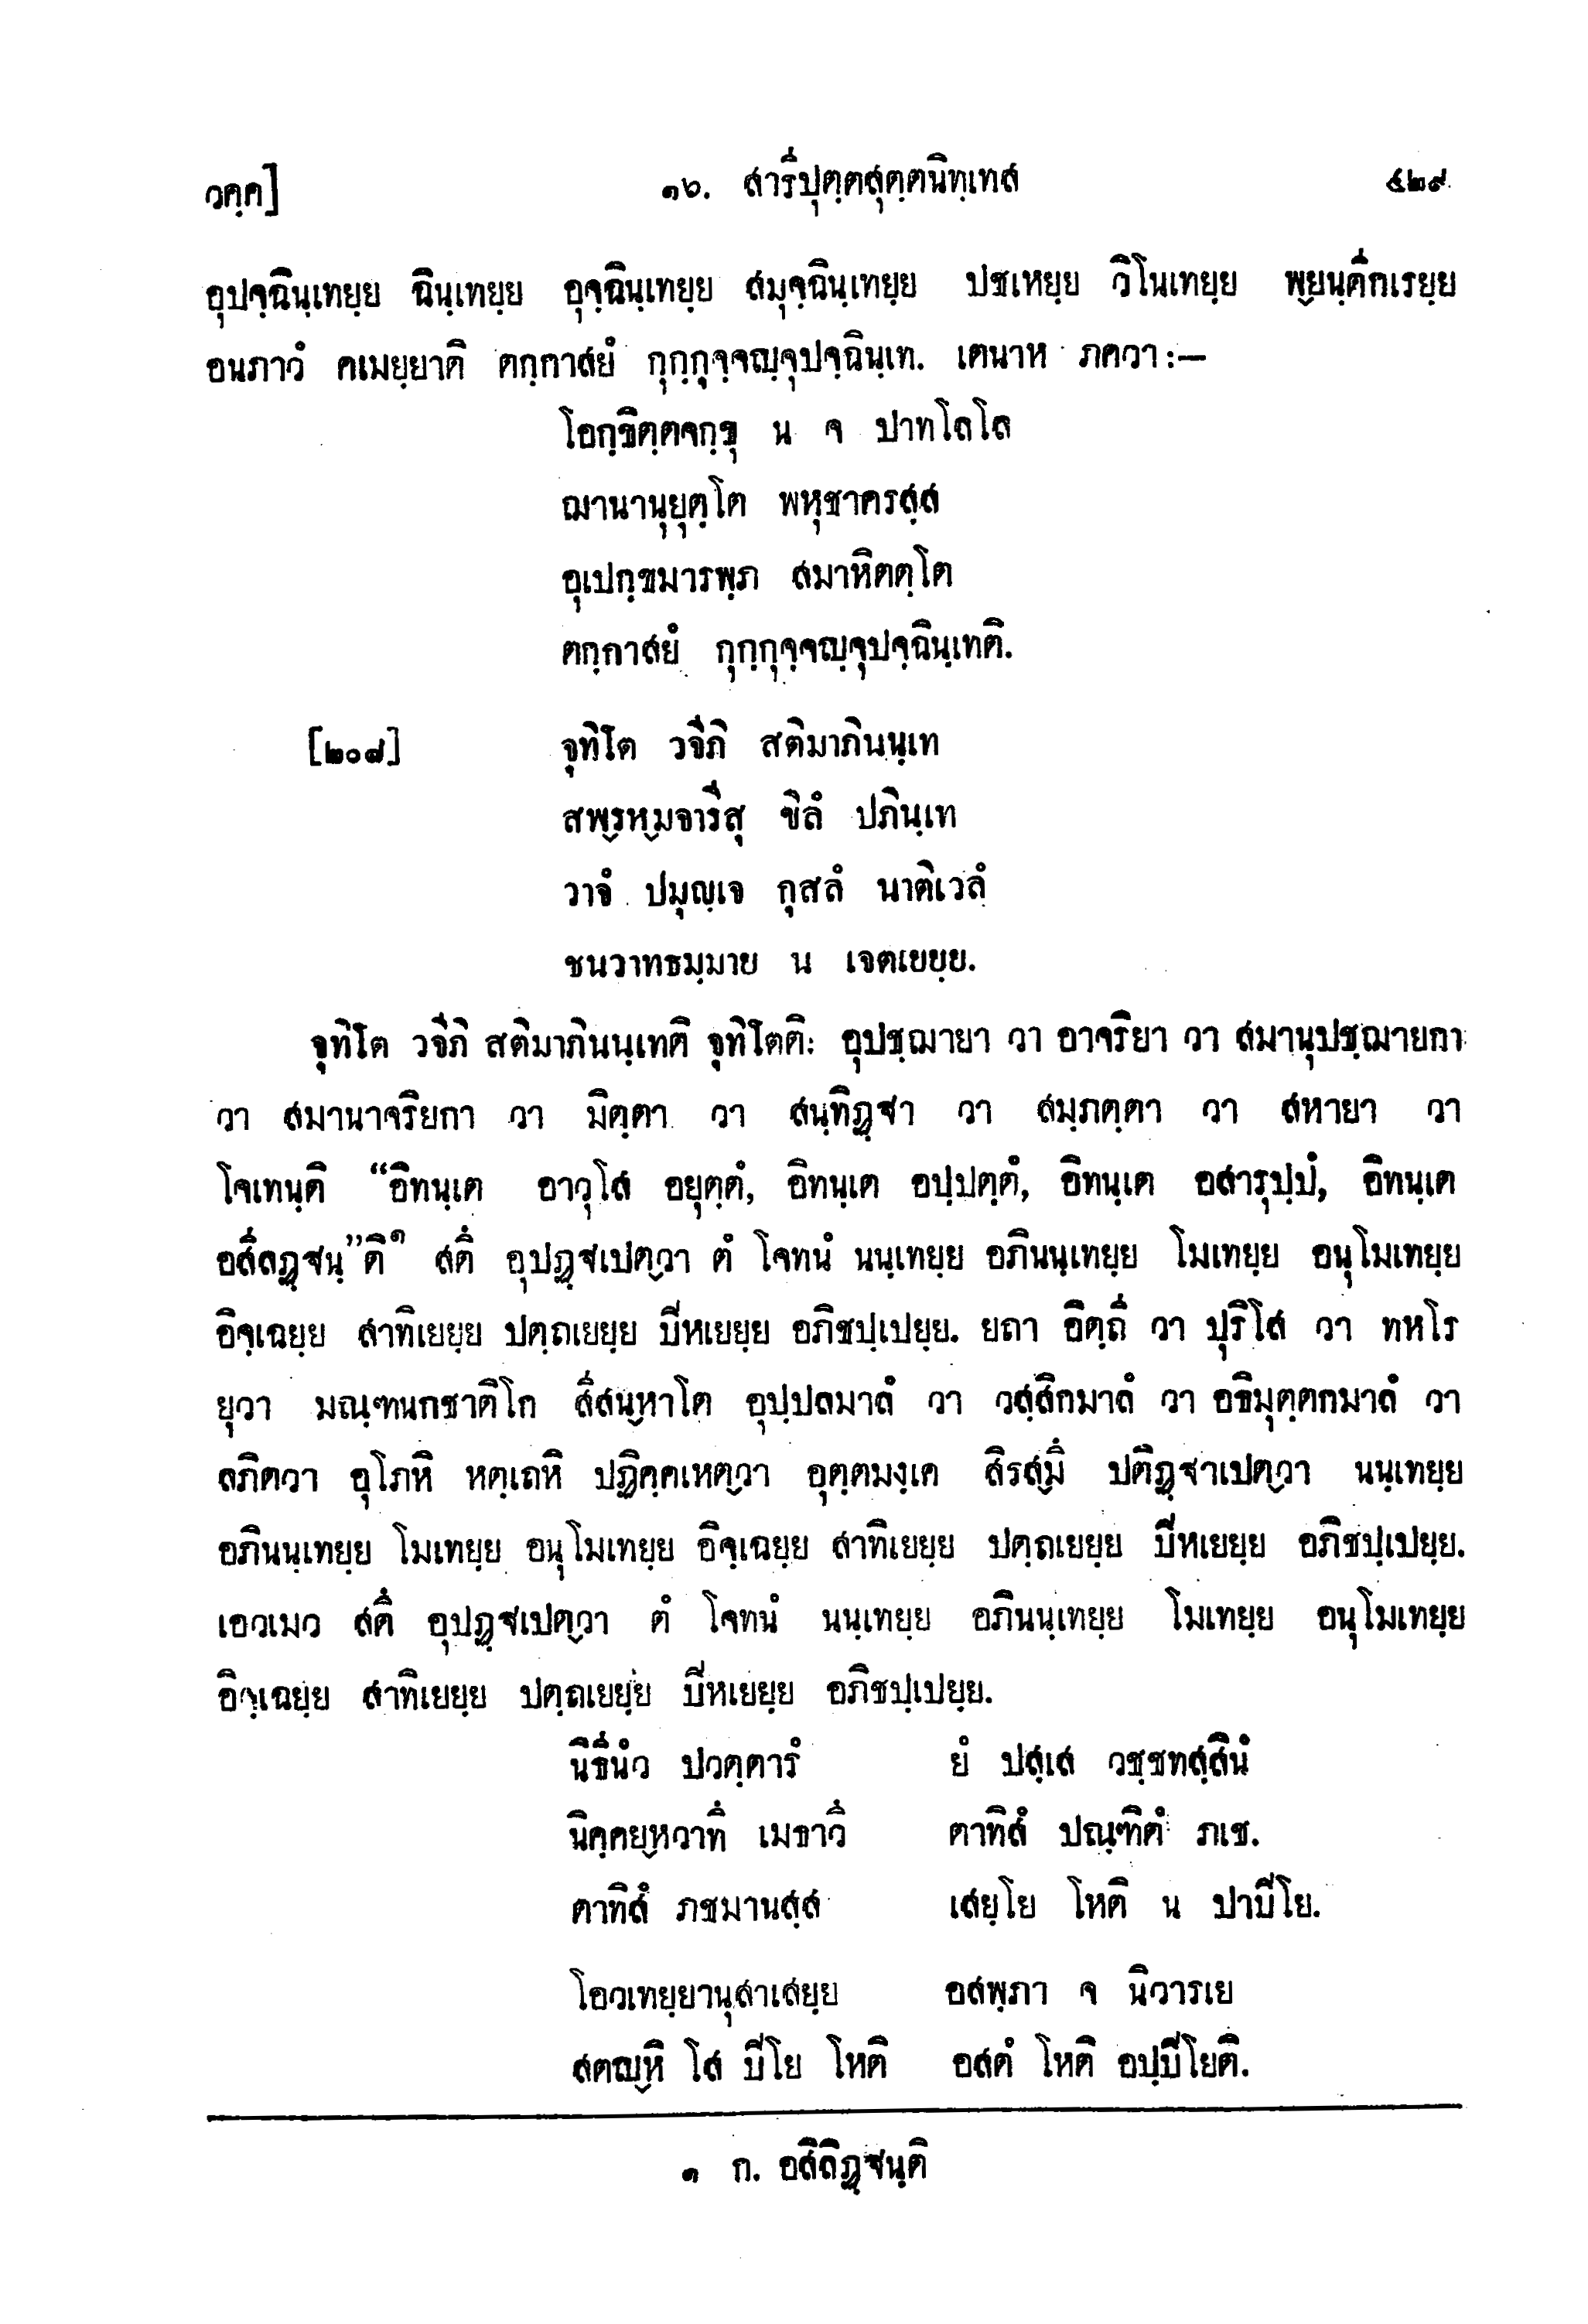 วคฺค]   ๑๖. สารีปุตฺตสุตฺตนิทฺเทส   ๕๒๙
อุปจฺฉินฺเทยฺย ฉินฺเทยฺย อุจฺฉินฺเทยฺย สมุจฺฉินฺเทยฺย ปชเหยฺย วิโนเทยฺย พฺยนฺตีกเรยฺย
อนภาวํ คเมยฺยาติ ตกฺกาสยํ กุกฺกุจฺจญฺจุปจฺฉินฺเท. เตนาห ภควา :—
โอกฺขิตฺตจกฺขุ น จ ปาทโลโล
ฌานานุยุตฺโต พหุชาครสฺส
อุเปกฺขมารพฺภ สมาหิตตฺโต
ตกฺกาสยํ กุกฺกุจฺจญฺจุปจฺฉินฺเทติ.
[๒๐๘]   จุทิโต วจีภิ สติมาภินนฺเท
สพฺรหฺมจารีสุ ขิลํ ปภินฺเท
วาจํ ปมุญฺเจ กุสลํ นาติเวลํ
ชนวาทธมฺมาย น เจตเยยฺย.
จุทิโต วจีภิ สติมาภินนฺเทติ จุทิโตติ: อุปชฺฌายา วา อาจริยา วา สมานุปชฺฌายกา
วา สมานาจริยกา วา มิตฺตา วา สนฺทิฏฺฐา วา สมฺภตฺตา วา สหายา วา
โจเทนฺติ “อิทนฺเต อาวุโส อยุตฺตํ, อิทนฺเต อปฺปตฺตํ, อิทนฺเต อสารุปฺปํ, อิทนฺเต
อสีลฏฺฐนฺ”ติ๑ สตึ อุปฏฺฐเปตฺวา ตํ โจทนํ นนฺเทยฺย อภินนฺเทยฺย โมเทยฺย อนุโมเทยฺย
อิจฺเฉยฺย สาทิเยยฺย ปตฺถเยยฺย ปีหเยยฺย อภิชปฺเปยฺย. ยถา อิตฺถี วา ปุริโส วา ทหโร
ยุวา มณฺฑนกชาติโก สีสนฺหาโต อุปฺปลมาลํ วา วสฺสิกมาลํ วา อธิมุตฺตกมาลํ วา
ลภิตวา อุโภหิ หตฺเถหิ ปฏิคฺคเหตฺวา อุตฺตมงฺเค สิรสฺมึ ปติฏฺฐาเปตฺวา นนฺเทยฺย
อภินนฺเทยฺย โมเทยฺย อนุโมเทยฺย อิจฺเฉยฺย สาทิเยยฺย ปตฺถเยยฺย ปีหเยยฺย อภิชปฺเปยฺย.
เอวเมว สตึ อุปฏฺฐเปตฺวา ตํ โจทนํ นนฺเทยฺย อภินนฺเทยฺย โมเทยฺย อนุโมเทยฺย
อิจฺเฉยฺย สาทิเยยฺย ปตฺถเยยฺย ปีหเยยฺย อภิชปฺเปยฺย.
นิธีนํว ปวตฺตารํ   ยํ ปสฺเส วชฺชทสฺสินํ
นิคฺคยฺหวาทึ เมธาวึ   ตาทิสํ ปณฺฑิตํ ภเช.
ตาทิสํ ภชมานสฺส   เสยฺโย โหติ น ปาปีโย.
โอวเทยฺยานุสาเสยฺย   อสพฺภา จ นิวารเย
สตญฺหิ โส ปีโย โหติ   อสตํ โหติ อปฺปีโยติ.
๑ ก. อสิลิฏฺฐนฺติ